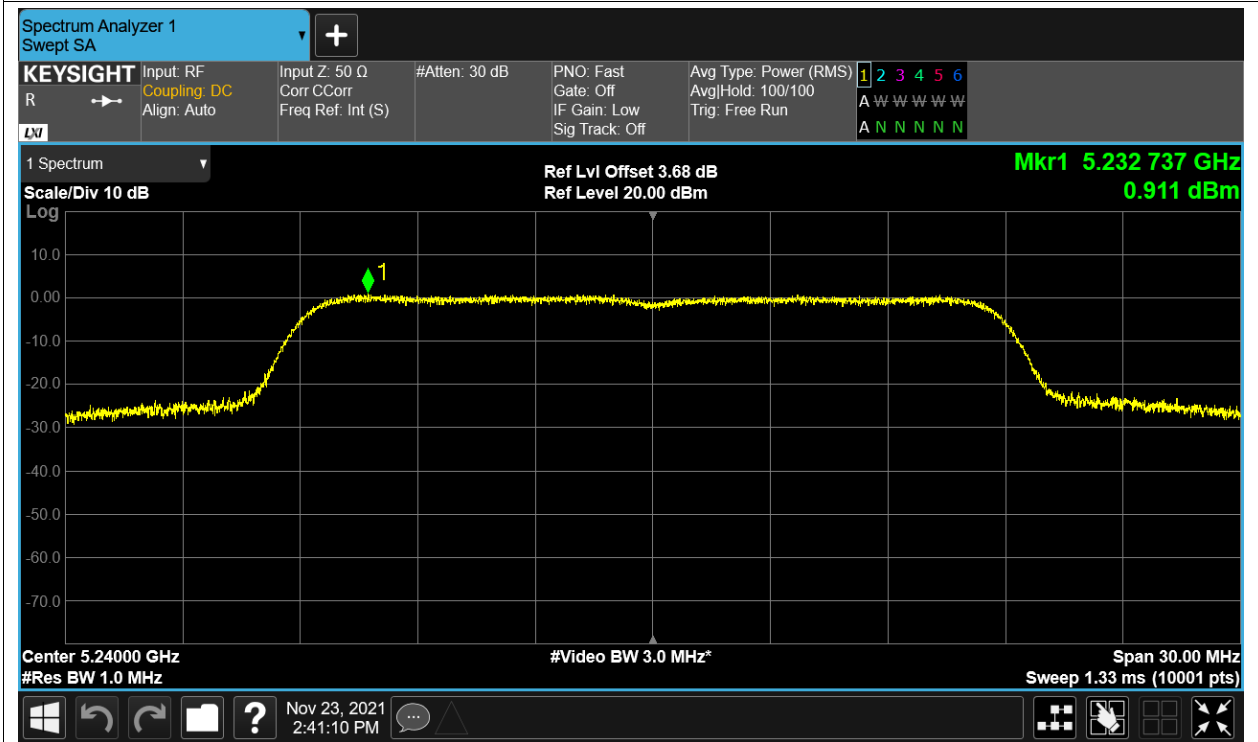 Spectrum Analyzer 1
Swept SA
+
KEYSIGHT
R
LXI
Input: RF
Coupling: DC
Align: Auto
Input Z: 50 Ω
Corr CCorr
Freq Ref: Int (S)
#Atten: 30 dB
PNO: Fast
Gate: Off
IF Gain: Low
Sig Track: Off
Avg Type: Power (RMS)
Avg|Hold: 100/100
Trig: Free Run
1 2 3 4 5 6
A W W W W W
A N N N N N
1 Spectrum
Scale/Div 10 dB
Log
Ref Lvl Offset 3.68 dB
Ref Level 20.00 dBm
Mkr1 5.232 737 GHz
0.911 dBm
10.0
0.00
-10.0
-20.0
-30.0
-40.0
-50.0
-60.0
-70.0
1
Center 5.24000 GHz
#Res BW 1.0 MHz
#Video BW 3.0 MHz*
Span 30.00 MHz
Sweep 1.33 ms (10001 pts)
?
Nov 23, 2021
2:41:10 PM